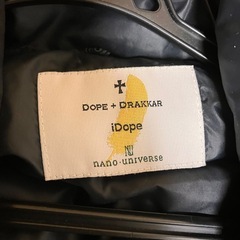 DOPE + DRAKKAR
iDope
NU
nano·universe